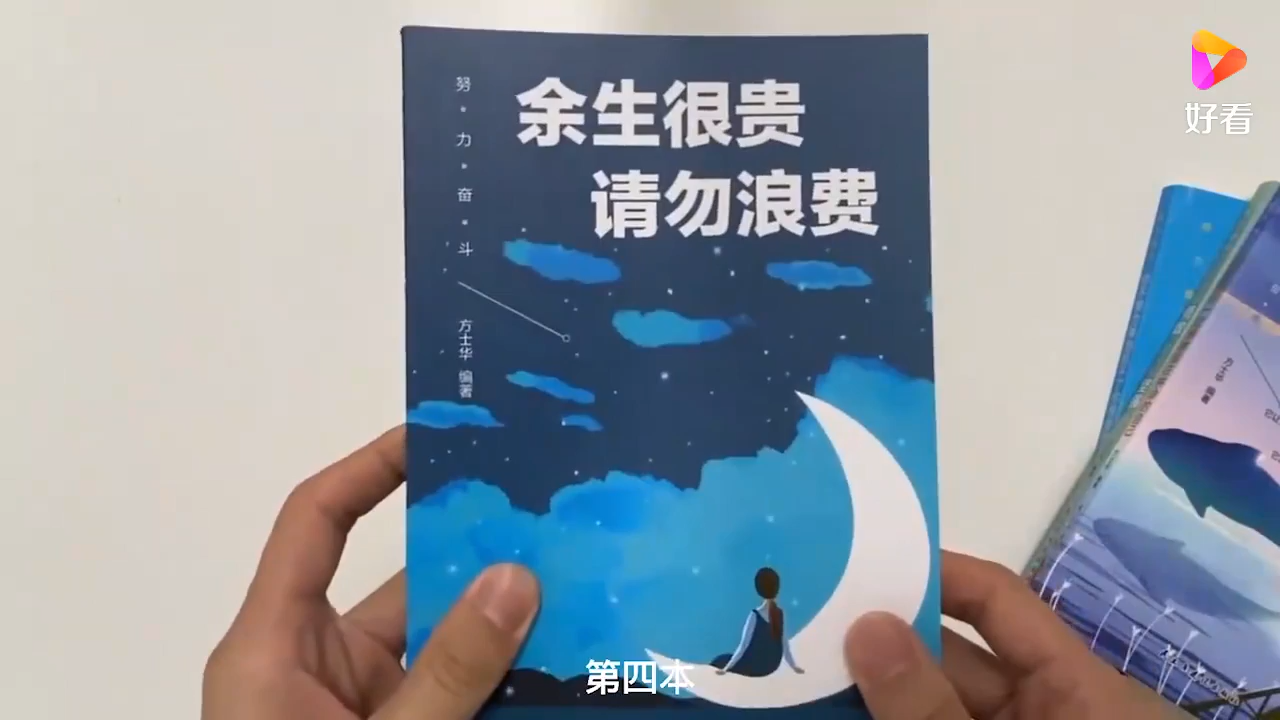 余生很贵
请勿浪费
努·力·奋·斗
方士华 编著
好看
第四本